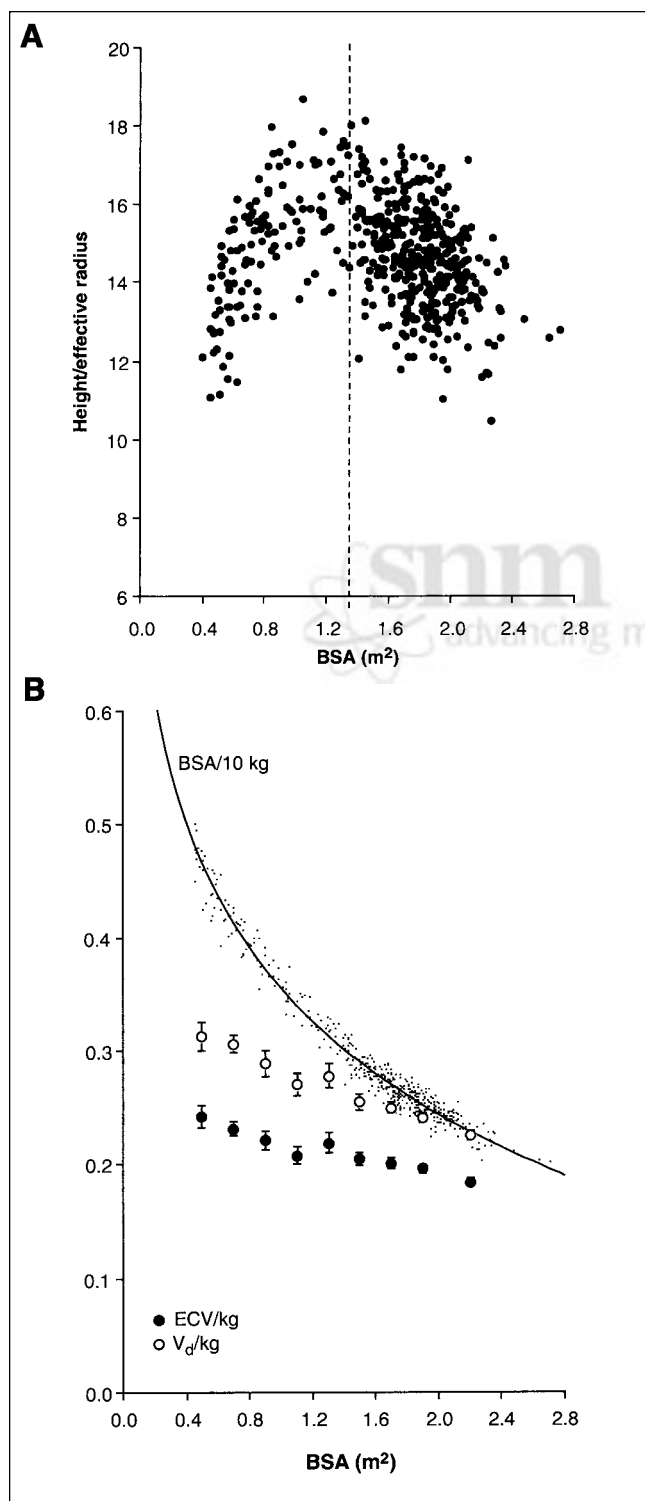 A
20
18
16
14
12
10
8
6
Height/effective radius
0.0 0.4 0.8 1.2 1.6 2.0 2.4 2.8
BSA (m²)
snm
advancing m
B
0.6
0.5
0.4
0.3
0.2
0.1
0.0
BSA/10 kg
● ECV/kg
○ Vd/kg
0.0 0.4 0.8 1.2 1.6 2.0 2.4 2.8
BSA (m²)